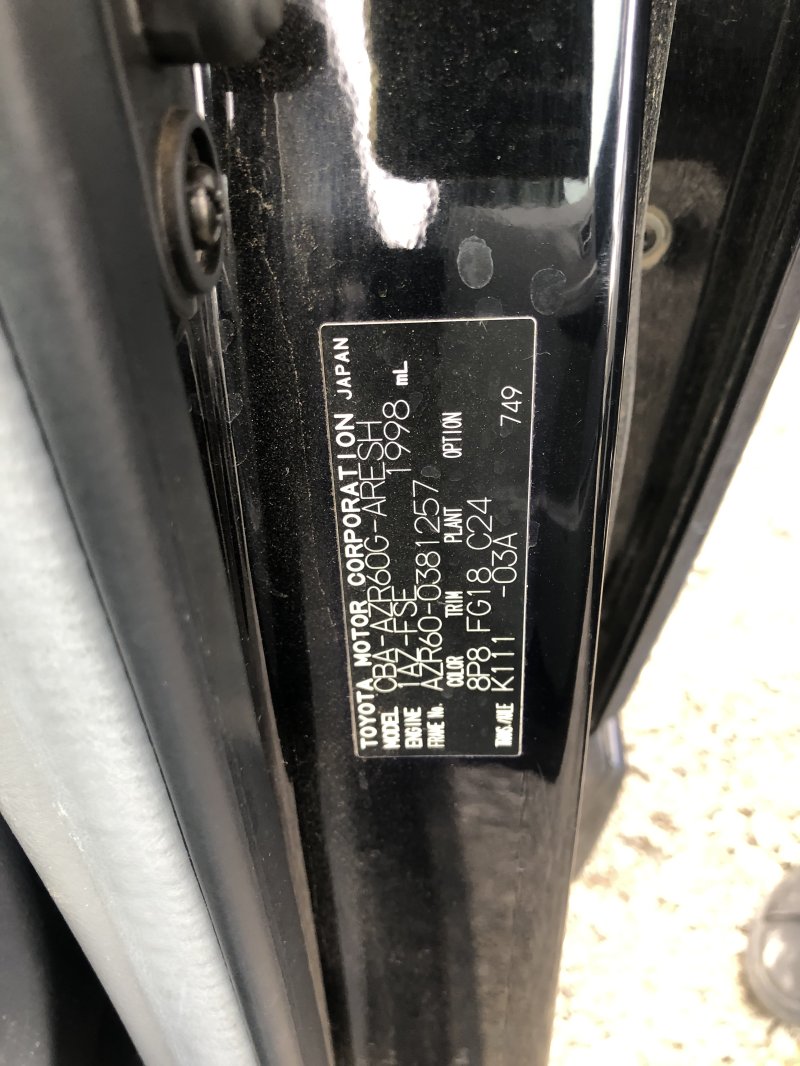 TOYOTA MOTOR CORPORATION JAPAN
MODEL CBA-AZR60G-ARESH
ENGINE 1AZ-FSE 1998 mL
FRAME No. AZR60-0381257
COLOR TRIM PLANT OPTION
8P8 FG18 C24
TRANS./AXLE K111 -03A 749